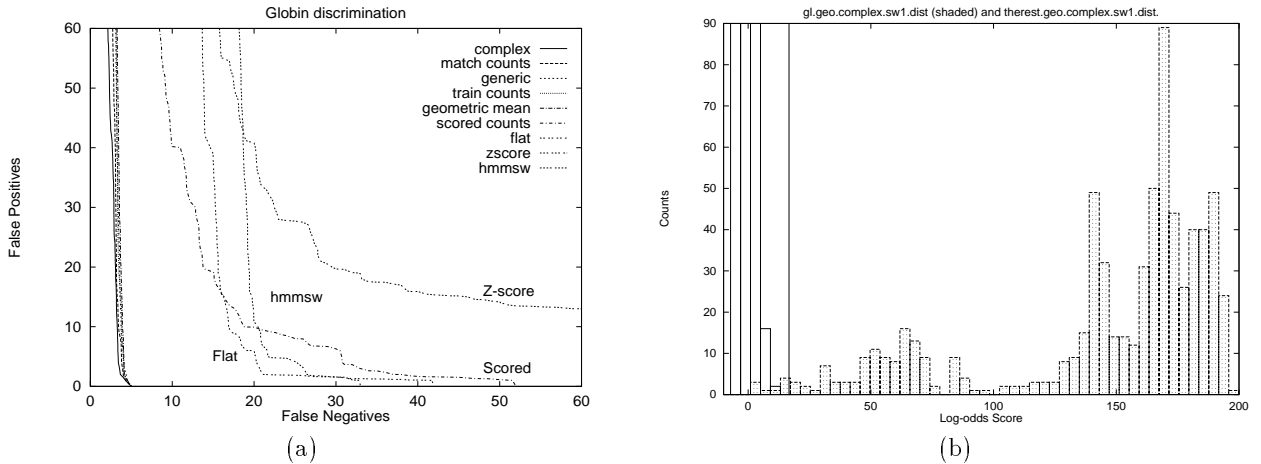 Globin discrimination
60
50
40
30
20
10
0
False Positives
complex
match counts
generic
train counts
geometric mean
scored counts
flat
zscore
hmmsw
Z-score
hmmsw
Flat
Scored
0 10 20 30 40 50 60
False Negatives
(a)
gl.geo.complex.sw1.dist (shaded) and therest.geo.complex.sw1.dist.
90
80
70
60
50
40
30
20
10
0
Counts
0 50 100 150 200
Log-odds Score
(b)